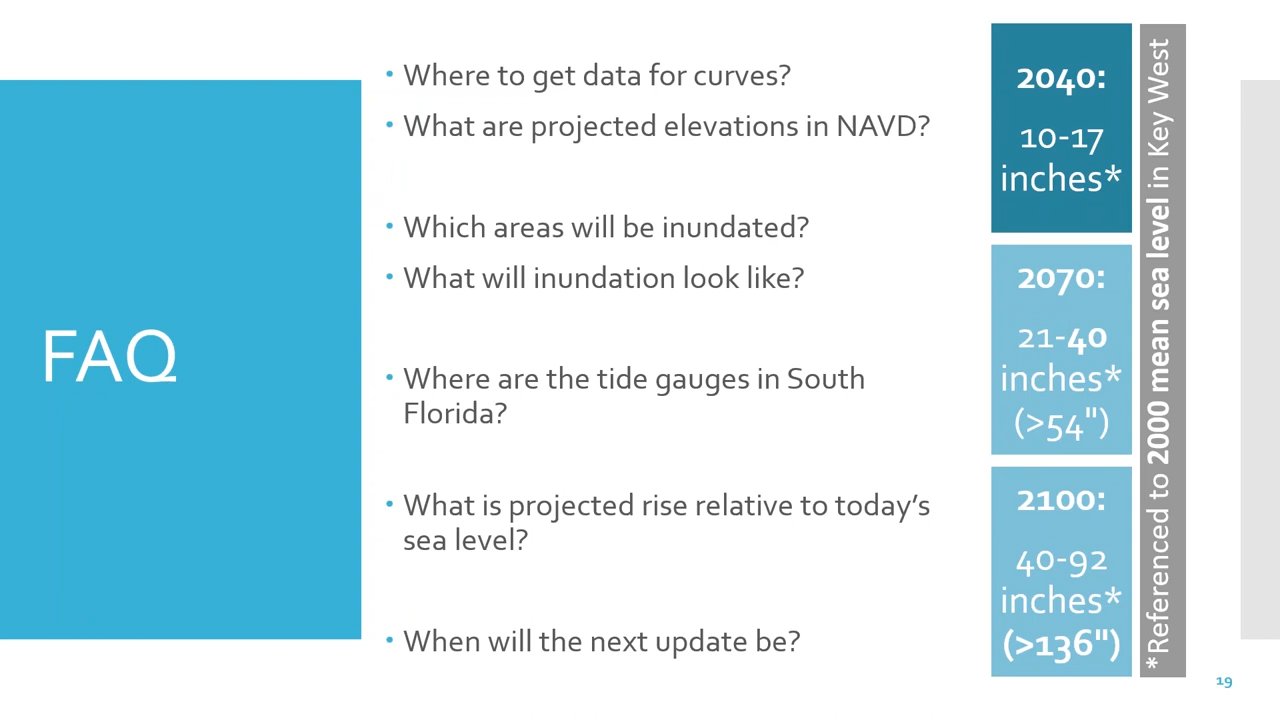 FAQ
• Where to get data for curves?
• What are projected elevations in NAVD?
• Which areas will be inundated?
• What will inundation look like?
• Where are the tide gauges in South
Florida?
• What is projected rise relative to today’s
sea level?
• When will the next update be?
2040:
10-17
inches*
2070:
21-40
inches*
(>54")
2100:
40-92
inches*
(>136")
*Referenced to 2000 mean sea level in Key West
19